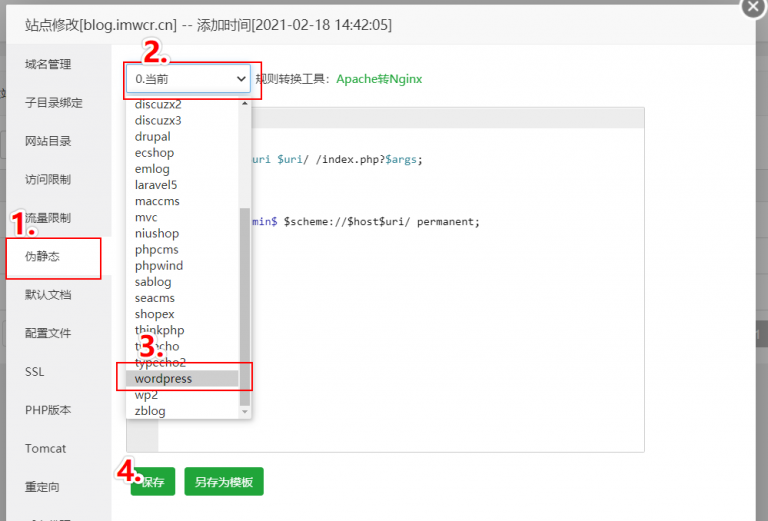 站点修改[blog.imwcr.cn] -- 添加时间[2021-02-18 14:42:05]
域名管理
子目录绑定
网站目录
访问限制
流量限制
1.
伪静态
默认文档
配置文件
SSL
PHP版本
Tomcat
重定向
2.
0.当前
规则转换工具：Apache转Nginx
discuzx2
discuzx3
drupal
ecshop
emlog
laravel5
maccms
mvc
niushop
phpcms
phpwind
sablog
seacms
shopex
thinkphp
typecho2
3.
wordpress
wp2
zblog
uri $uri/ /index.php?$args;
min$ $scheme://$host$uri/ permanent;
4.
保存
另存为模板